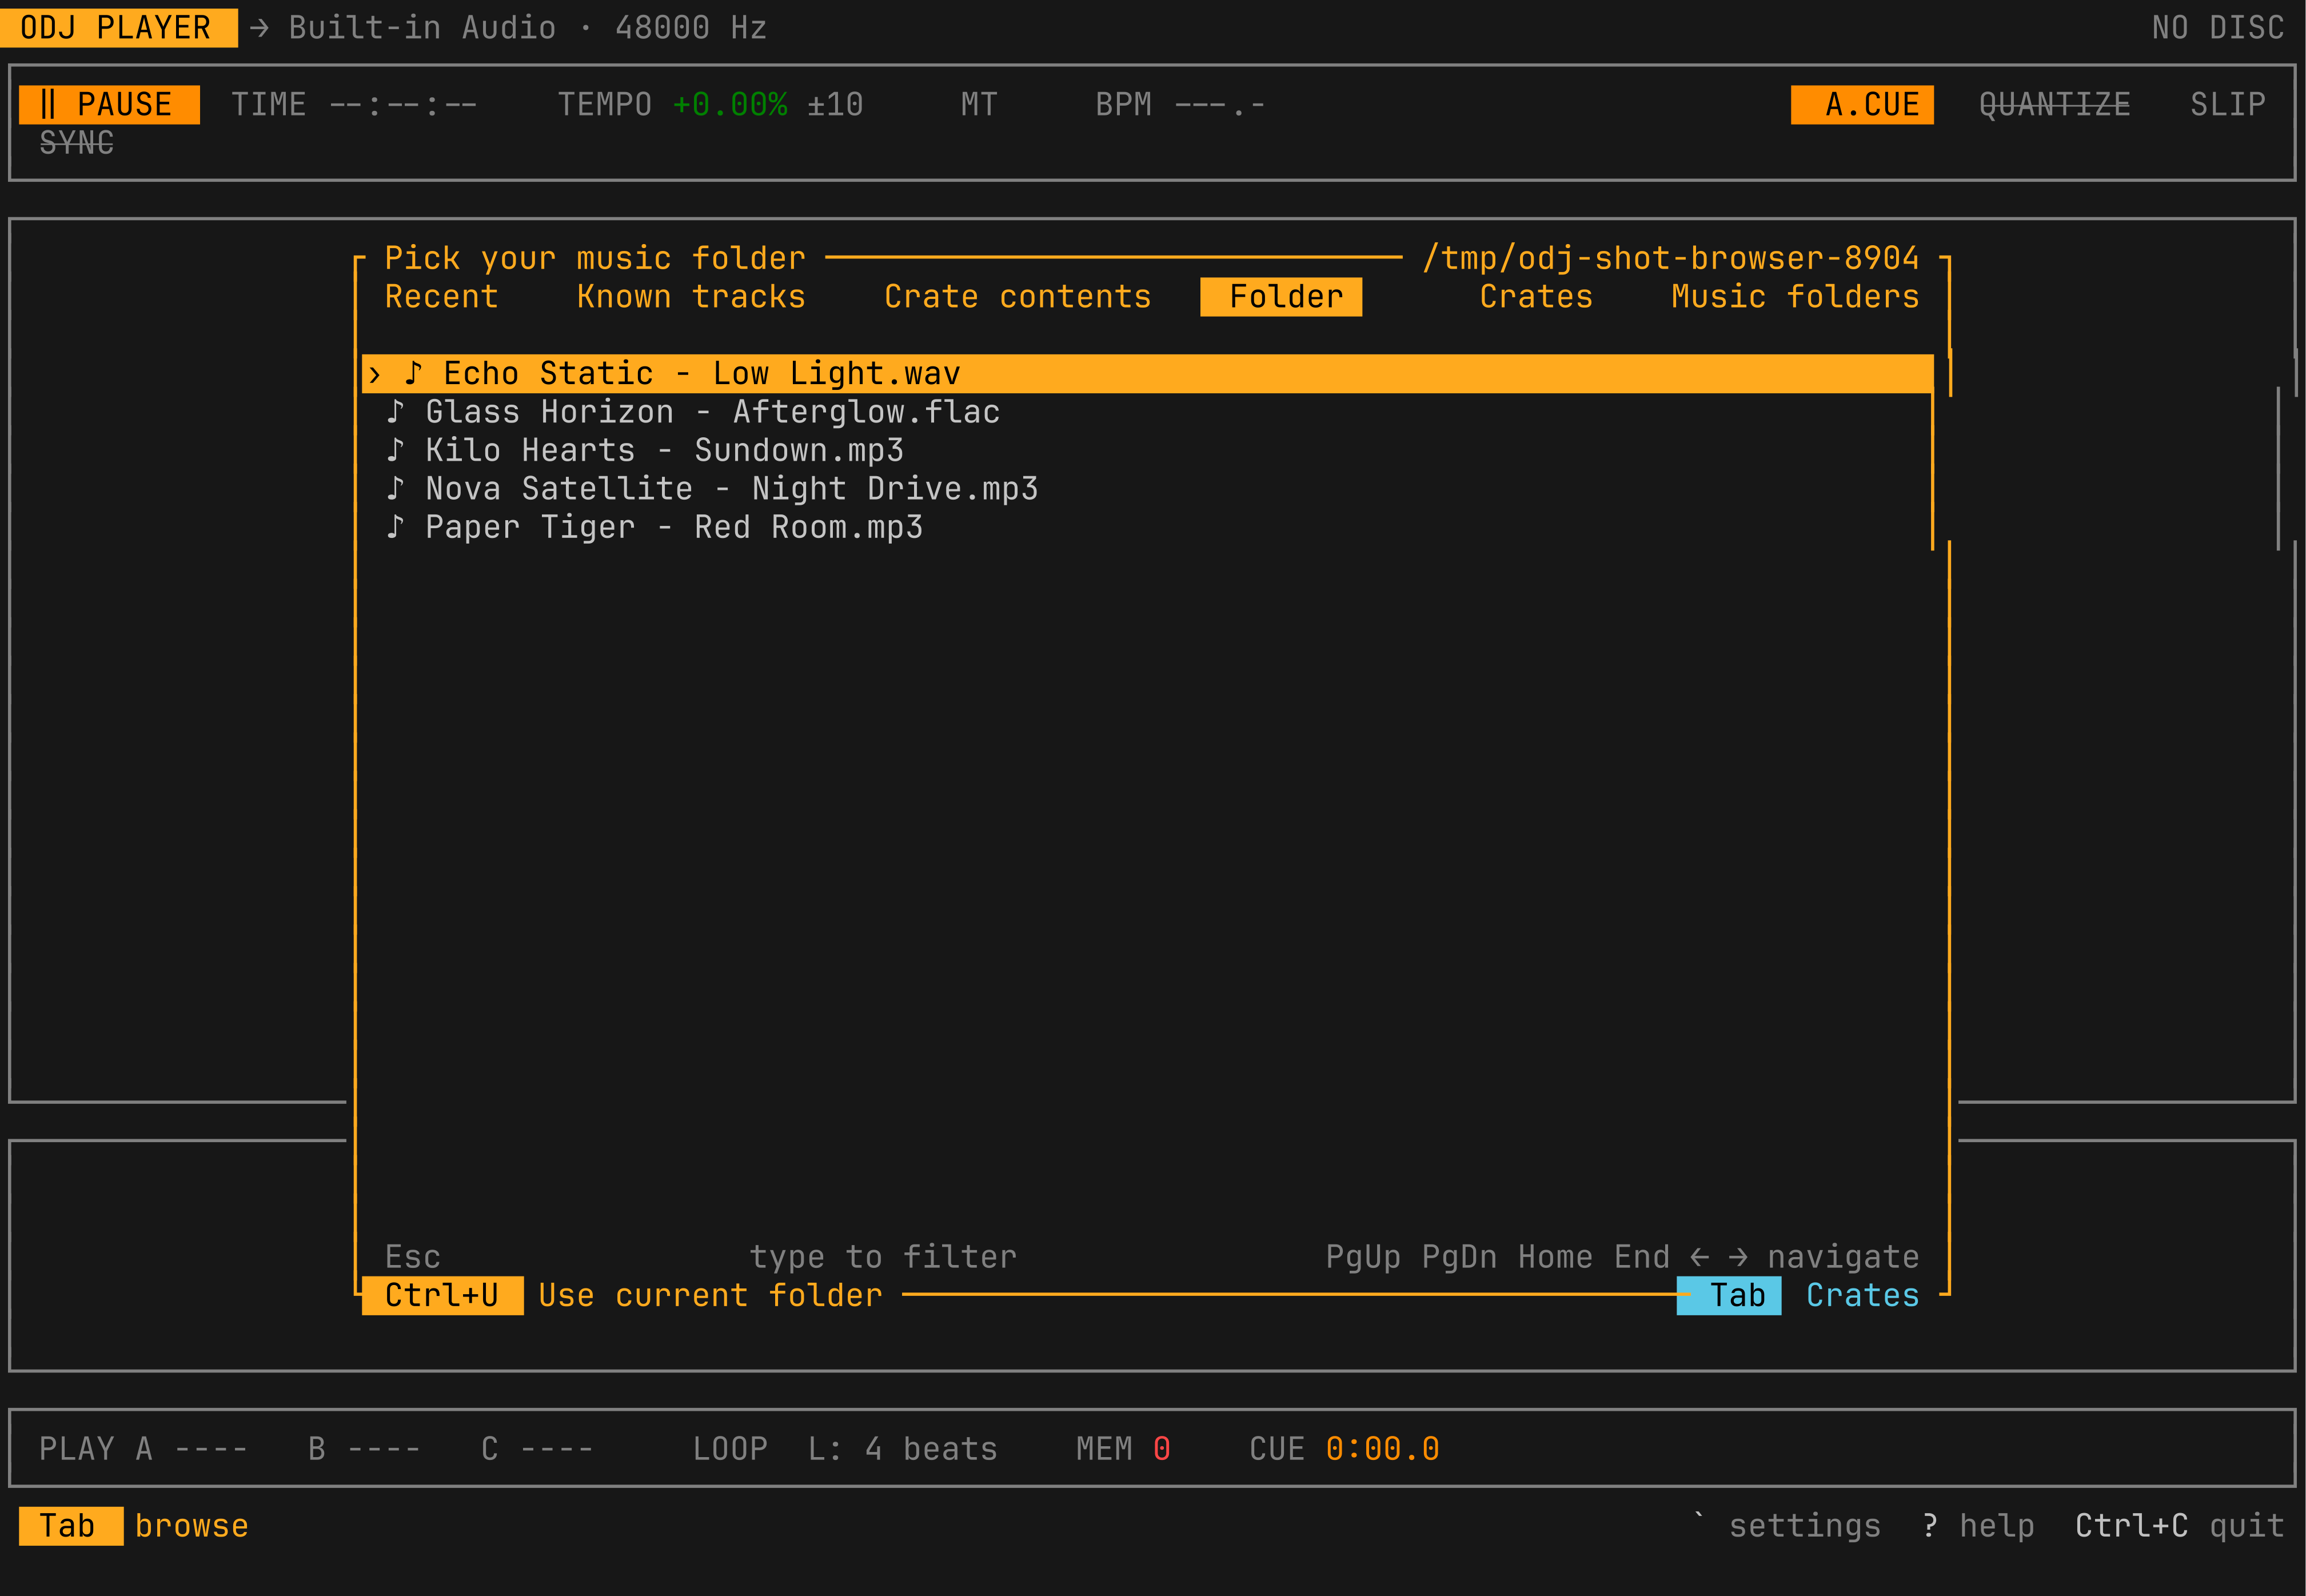 ODJ PLAYER → Built-in Audio · 48000 Hz NO DISC
‖ PAUSE TIME --:--:-- TEMPO +0.00% ±10 MT BPM ---.- A.CUE QUANTIZE SLIP
SYNC
Pick your music folder /tmp/odj-shot-browser-8904
Recent Known tracks Crate contents Folder Crates Music folders
› ♪ Echo Static - Low Light.wav
♪ Glass Horizon - Afterglow.flac
♪ Kilo Hearts - Sundown.mp3
♪ Nova Satellite - Night Drive.mp3
♪ Paper Tiger - Red Room.mp3
Esc type to filter PgUp PgDn Home End ← → navigate
Ctrl+U Use current folder Tab Crates
PLAY A ---- B ---- C ---- LOOP L: 4 beats MEM 0 CUE 0:00.0
Tab browse ` settings ? help Ctrl+C quit